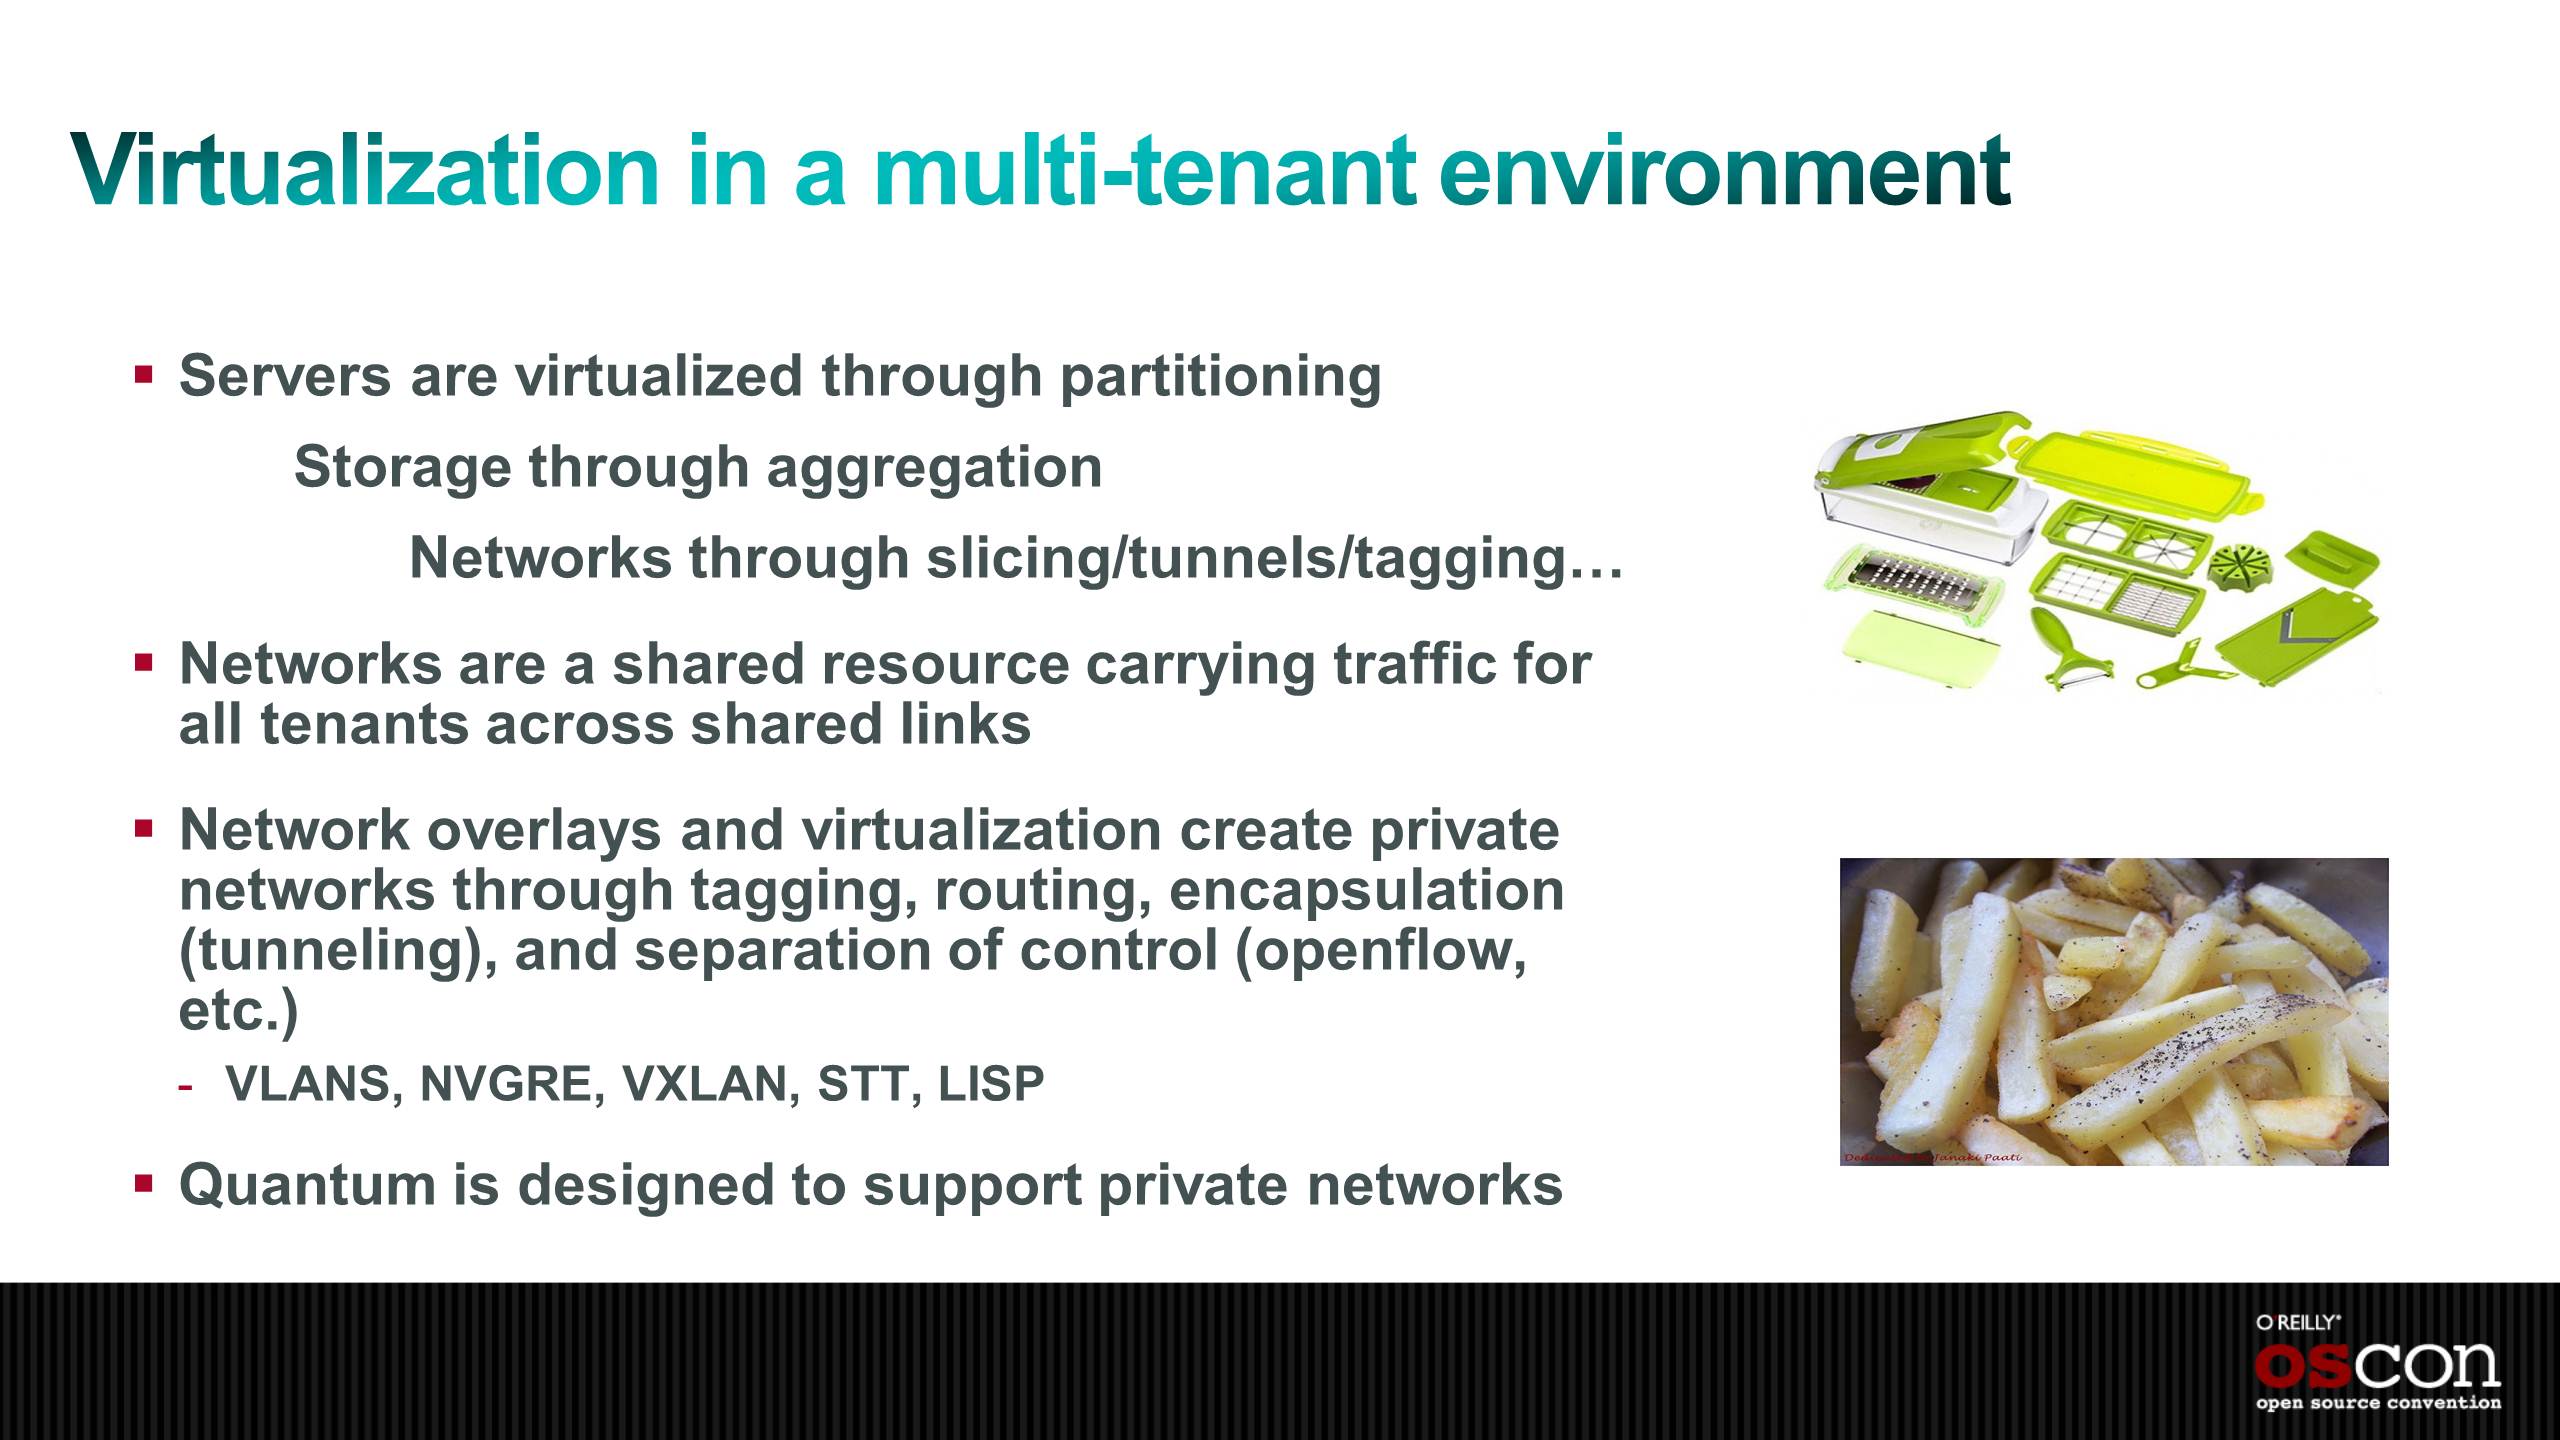 Virtualization in a multi-tenant environment
▪ Servers are virtualized through partitioning
Storage through aggregation
Networks through slicing/tunnels/tagging…
▪ Networks are a shared resource carrying traffic for
all tenants across shared links
▪ Network overlays and virtualization create private
networks through tagging, routing, encapsulation
(tunneling), and separation of control (openflow,
etc.)
- VLANS, NVGRE, VXLAN, STT, LISP
▪ Quantum is designed to support private networks
Janaki Paati
O'REILLY®
oscon
open source convention